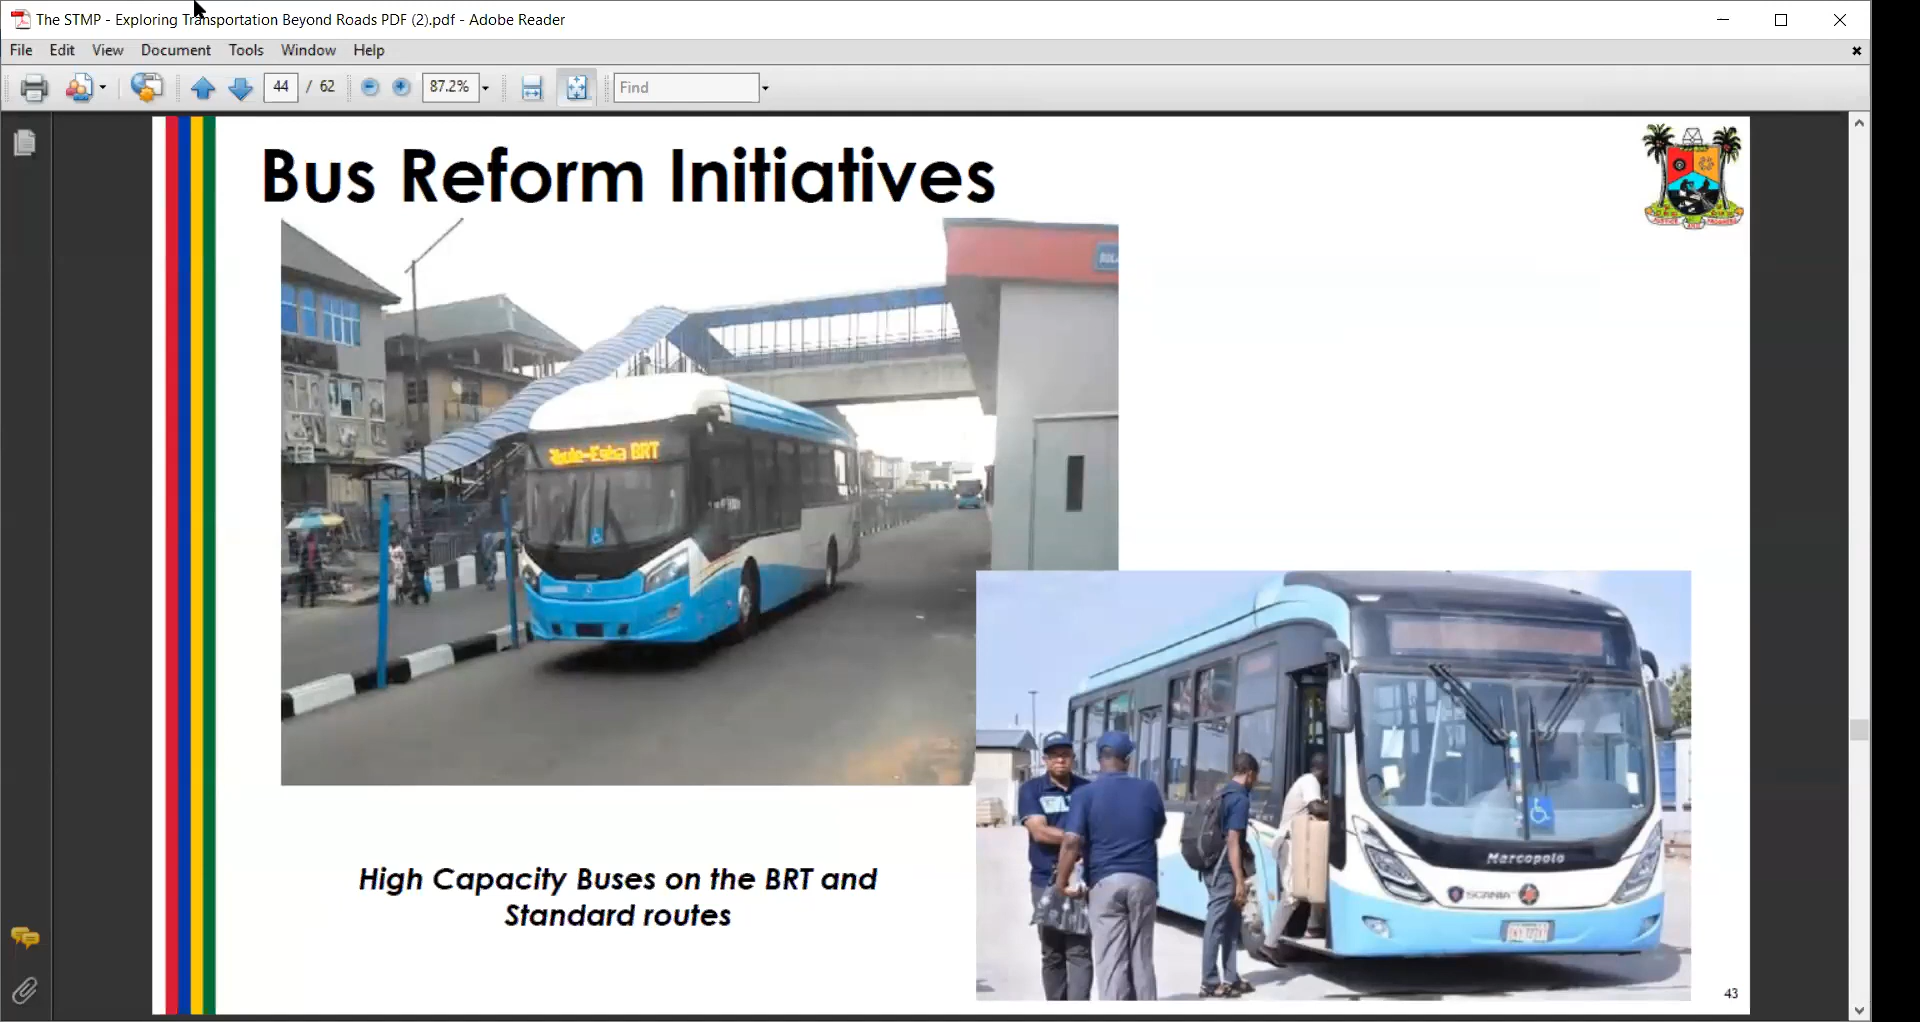 The STMP - Exploring Transportation Beyond Roads PDF (2).pdf - Adobe Reader
File Edit View Document Tools Window Help
44 / 62 87.2% Find
Bus Reform Initiatives
BRT
High Capacity Buses on the BRT and
Standard routes
Marcopolo
SCANIA
43